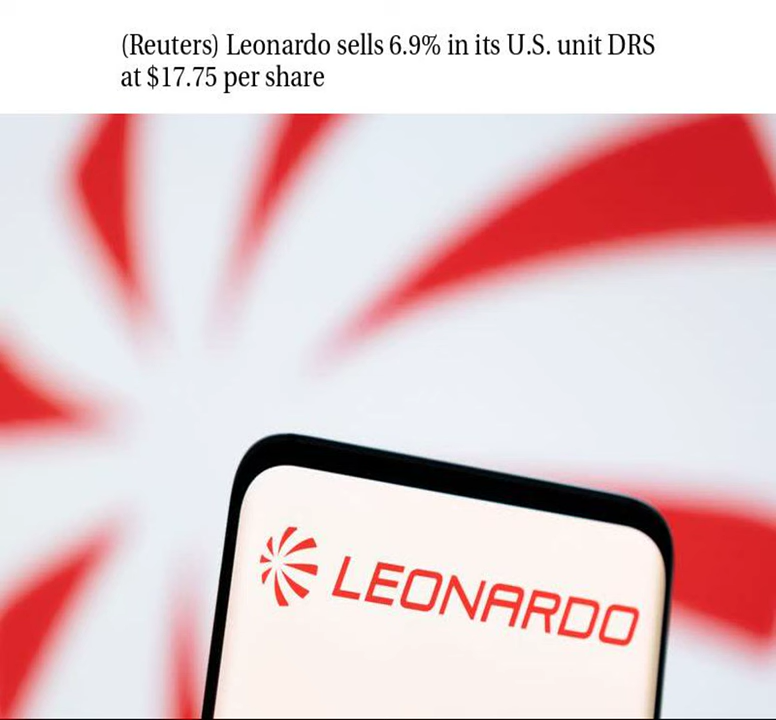 (Reuters) Leonardo sells 6.9% in its U.S. unit DRS
at $17.75 per share
LEONARDO